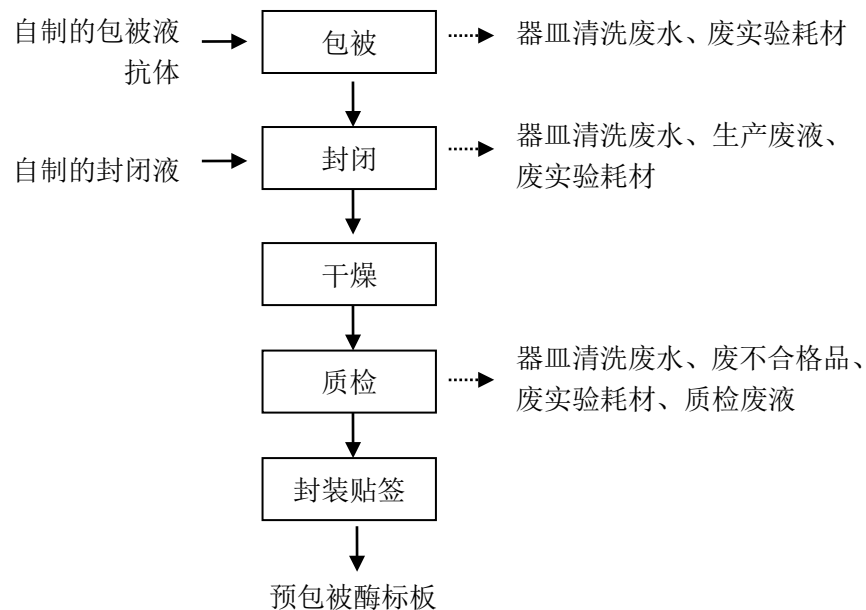 自制的包被液
抗体
包被
器皿清洗废水、废实验耗材
自制的封闭液
封闭
器皿清洗废水、生产废液、
废实验耗材
干燥
质检
器皿清洗废水、废不合格品、
废实验耗材、质检废液
封装贴签
预包被酶标板